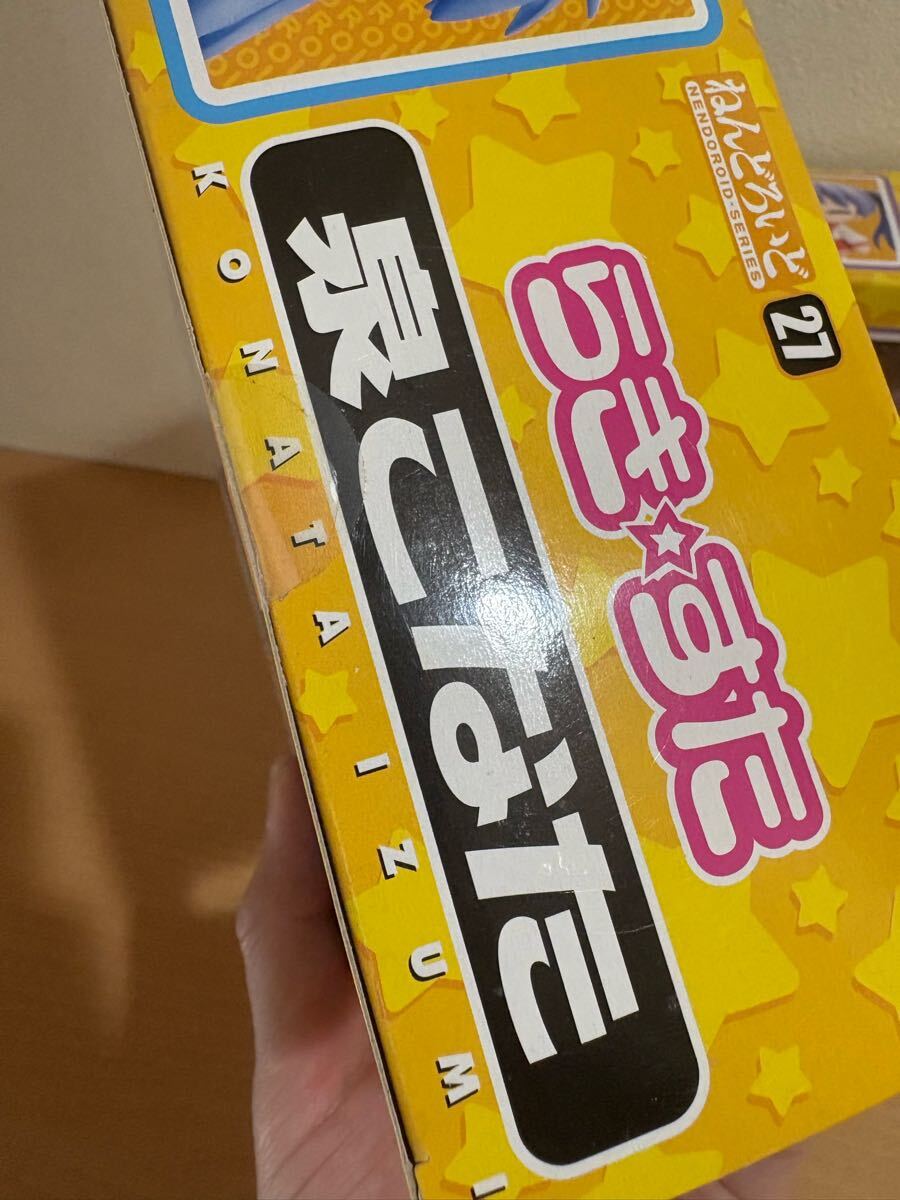 ねんどろいど
NENDOROID・SERIES
27
らき☆すた
泉こなた
KONATA IZUMI